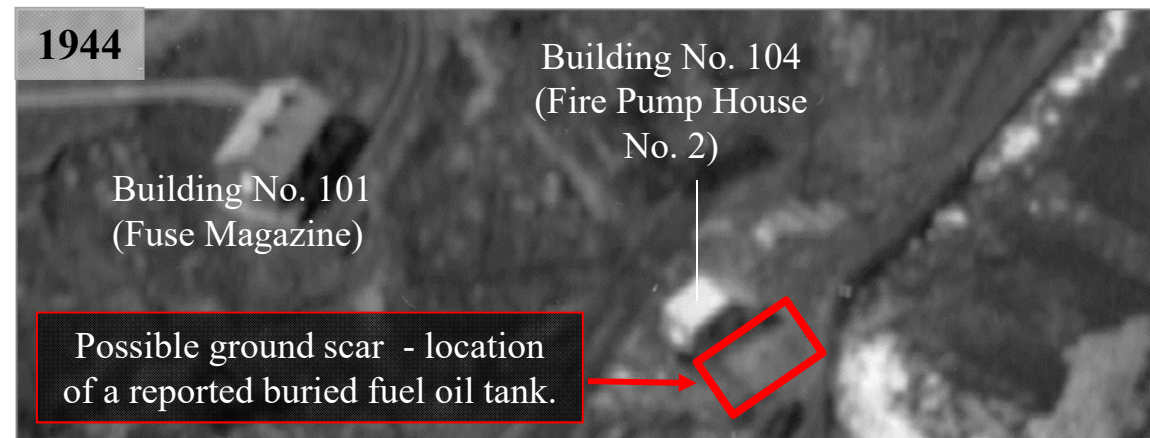 1944
Building No. 104
(Fire Pump House
No. 2)
Building No. 101
(Fuse Magazine)
Possible ground scar - location
of a reported buried fuel oil tank.